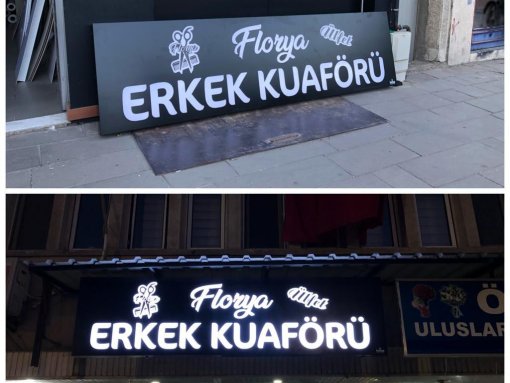 Florya
ERKEK KUAFÖRÜ
Florya
ERKEK KUAFÖRÜ
ULUSLAR